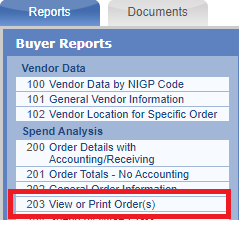 Reports Documents
Buyer Reports
Vendor Data
100 Vendor Data by NIGP Code
101 General Vendor Information
102 Vendor Location for Specific Order
Spend Analysis
200 Order Details with
Accounting/Receiving
201 Order Totals - No Accounting
202 General Order Information
203 View or Print Order(s)